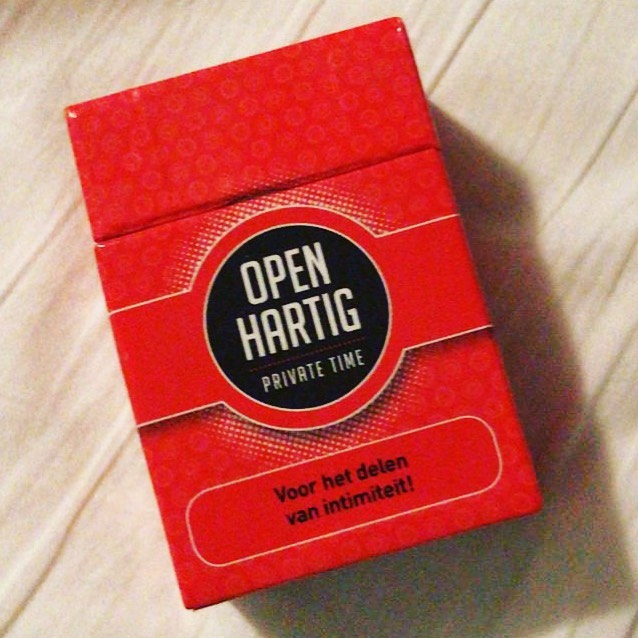 OPEN
HARTIG
PRIVATE TIME
Voor het delen
van intimiteit!